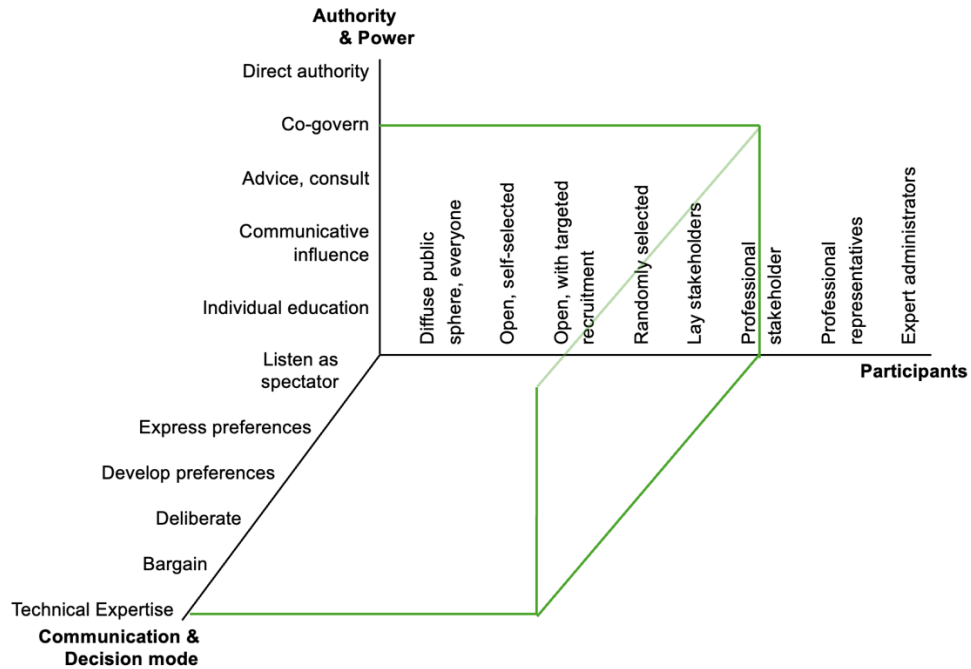 Authority
& Power
Direct authority
Co-govern
Advice, consult
Communicative
influence
Individual education
Listen as
spectator
Express preferences
Develop preferences
Deliberate
Bargain
Technical Expertise
Communication &
Decision mode
Diffuse public
sphere, everyone
Open, self-selected
Open, with targeted
recruitment
Randomly selected
Lay stakeholders
Professional
stakeholder
Professional
representatives
Expert administrators
Participants